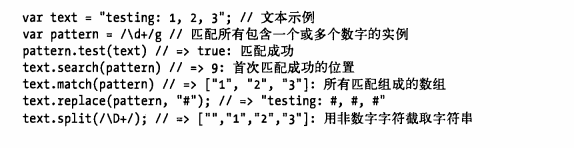 var text = "testing: 1, 2, 3"; // 文本示例
var pattern = /\d+/g // 匹配所有包含一个或多个数字的实例
pattern.test(text) // => true: 匹配成功
text.search(pattern) // => 9: 首次匹配成功的位置
text.match(pattern) // => ["1", "2", "3"]: 所有匹配组成的数组
text.replace(pattern, "#"); // => "testing: #, #, #"
text.split(/\D+/); // => ["","1","2","3"]: 用非数字字符截取字符串